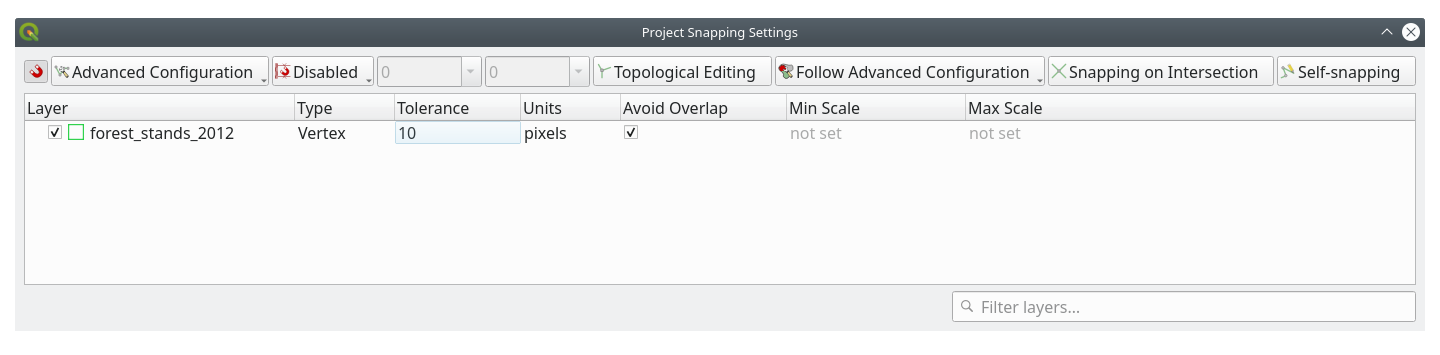 Project Snapping Settings
Advanced Configuration Disabled 0 0 Topological Editing Follow Advanced Configuration Snapping on Intersection Self-snapping
Layer Type Tolerance Units Avoid Overlap Min Scale Max Scale
forest_stands_2012 Vertex 10 pixels not set not set
Filter layers...